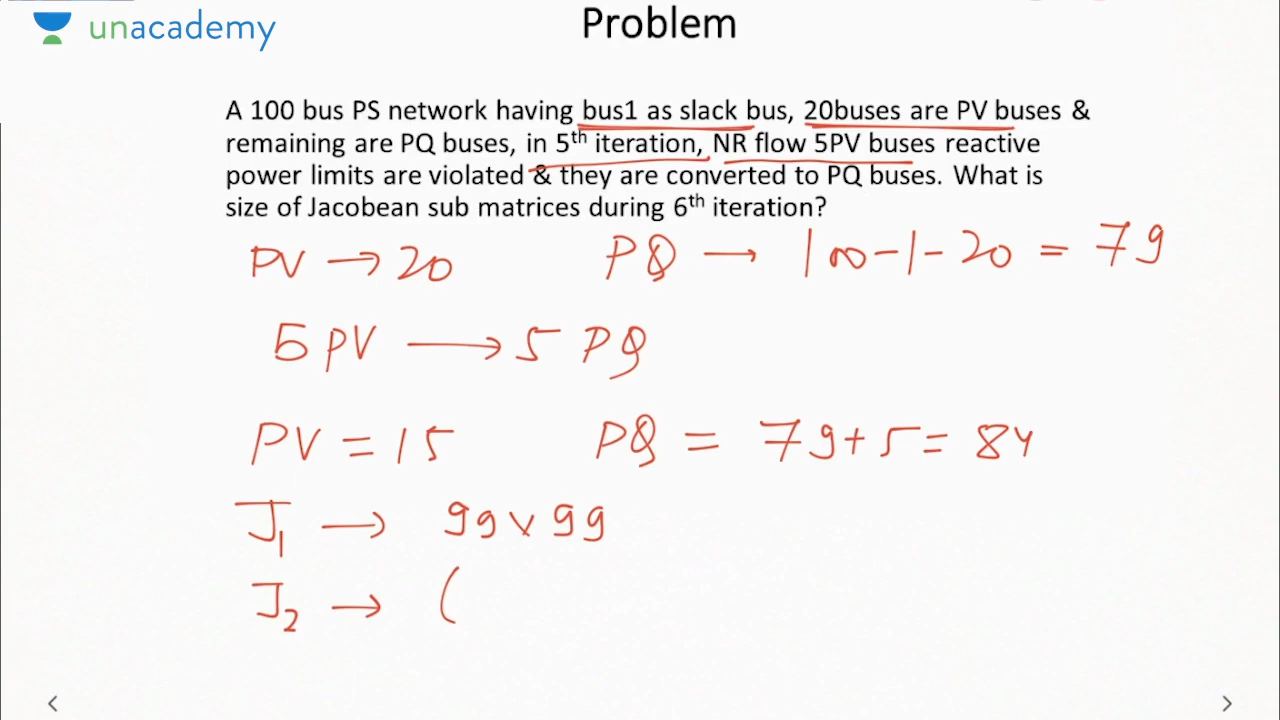 unacademy
Problem
A 100 bus PS network having bus1 as slack bus, 20buses are PV buses &
remaining are PQ buses, in 5th iteration, NR flow 5PV buses reactive
power limits are violated & they are converted to PQ buses. What is
size of Jacobean sub matrices during 6th iteration?
PV → 20 PQ → 100-1-20 = 79
5 PV → 5 PQ
PV = 15 PQ = 79+5 = 84
J1 → 99 x 99
J2 → (